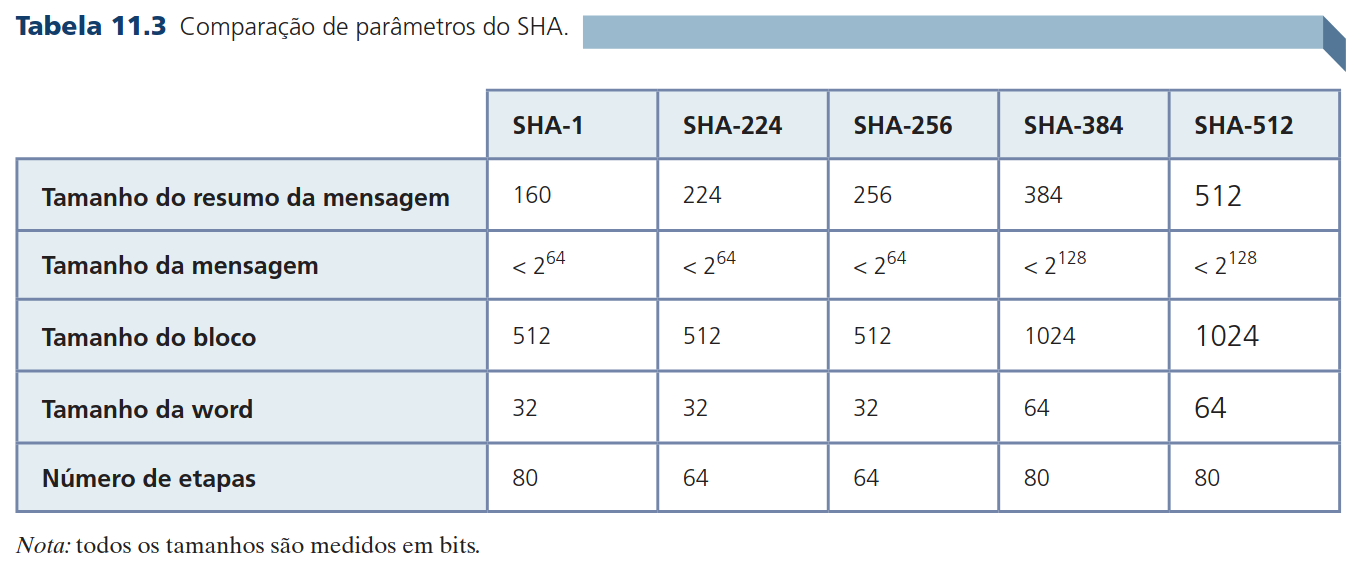 Tabela 11.3 Comparação de parâmetros do SHA.
SHA-1 SHA-224 SHA-256 SHA-384 SHA-512
Tamanho do resumo da mensagem 160 224 256 384 512
Tamanho da mensagem < 2^64 < 2^64 < 2^64 < 2^128 < 2^128
Tamanho do bloco 512 512 512 1024 1024
Tamanho da word 32 32 32 64 64
Número de etapas 80 64 64 80 80
Nota: todos os tamanhos são medidos em bits.